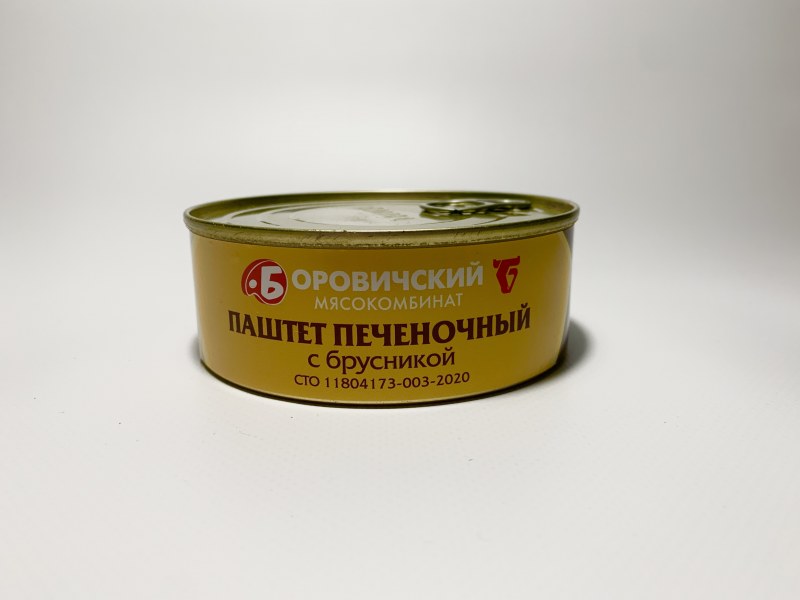 БОРОВИЧСКИЙ Б
МЯСОКОМБИНАТ
ПАШТЕТ ПЕЧЕНОЧНЫЙ
с брусникой
СТО 11804173-003-2020